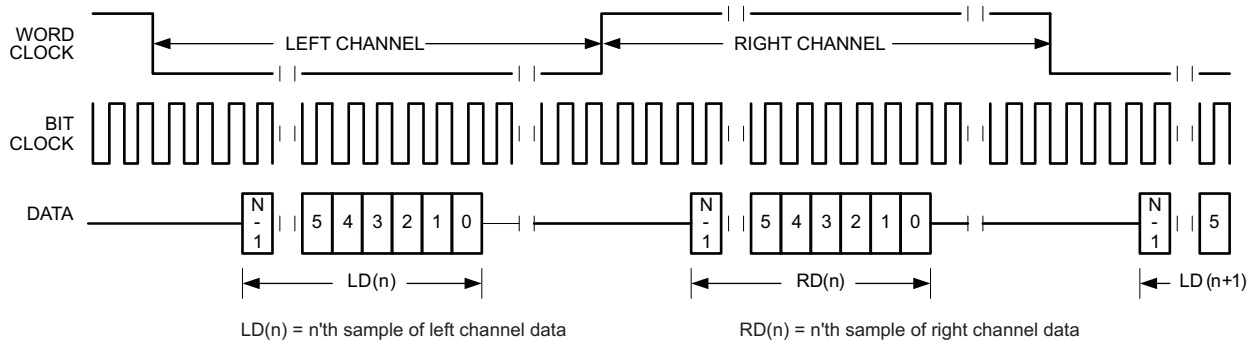 WORD
CLOCK
LEFT CHANNEL
RIGHT CHANNEL
BIT
CLOCK
DATA
N
-
1
5 4 3 2 1 0
N
-
1
5 4 3 2 1 0
N
-
1
5
LD(n)
RD(n)
LD (n+1)
LD(n) = n'th sample of left channel data
RD(n) = n'th sample of right channel data